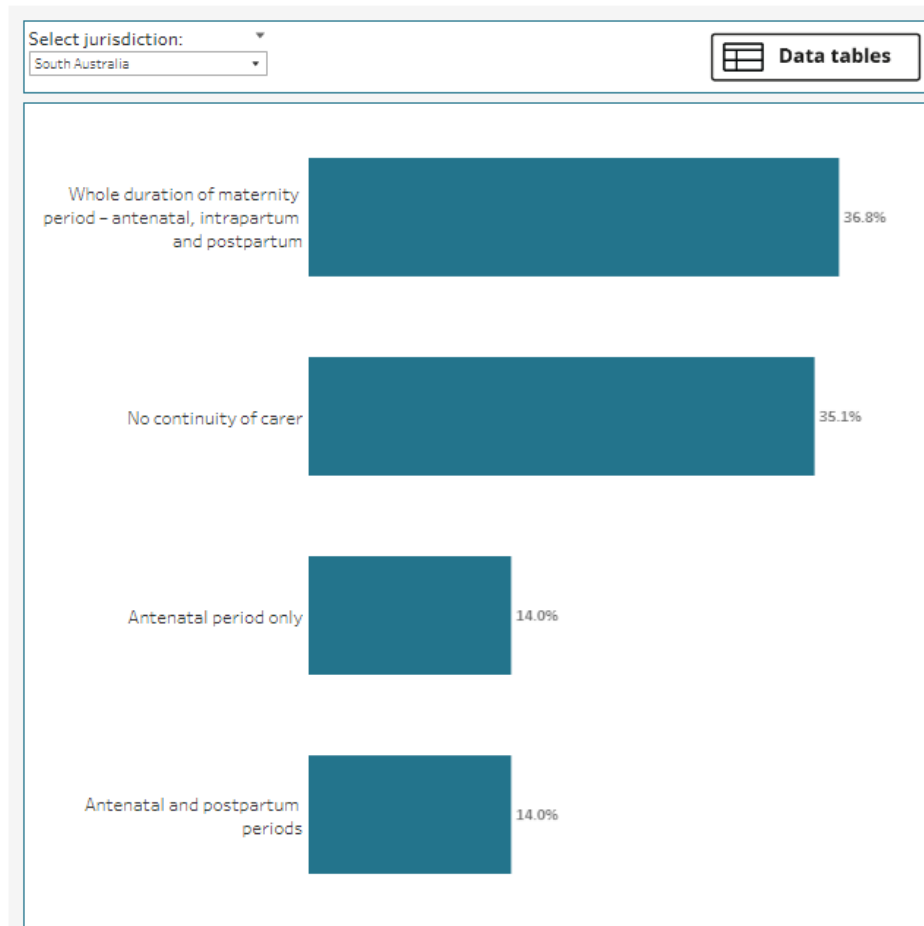 Select jurisdiction:
South Australia
Data tables
Whole duration of maternity
period – antenatal, intrapartum
and postpartum
36.8%
No continuity of carer
35.1%
Antenatal period only
14.0%
Antenatal and postpartum
periods
14.0%